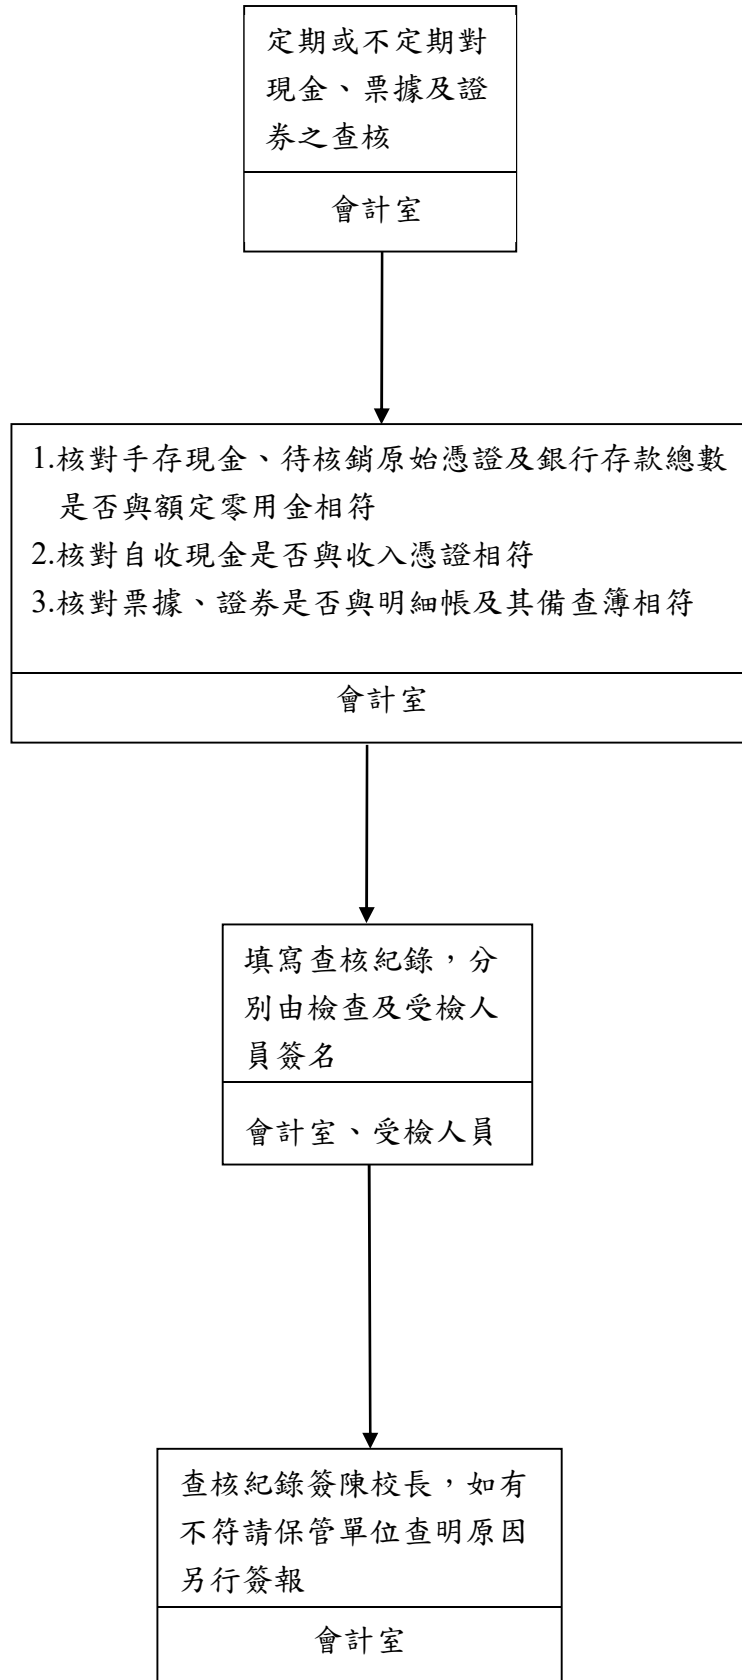 定期或不定期對
現金、票據及證
券之查核
會計室
1.核對手存現金、待核銷原始憑證及銀行存款總數
是否與額定零用金相符
2.核對自收現金是否與收入憑證相符
3.核對票據、證券是否與明細帳及其備查簿相符
會計室
填寫查核紀錄，分
別由檢查及受檢人
員簽名
會計室、受檢人員
查核紀錄簽陳校長，如有
不符請保管單位查明原因
另行簽報
會計室